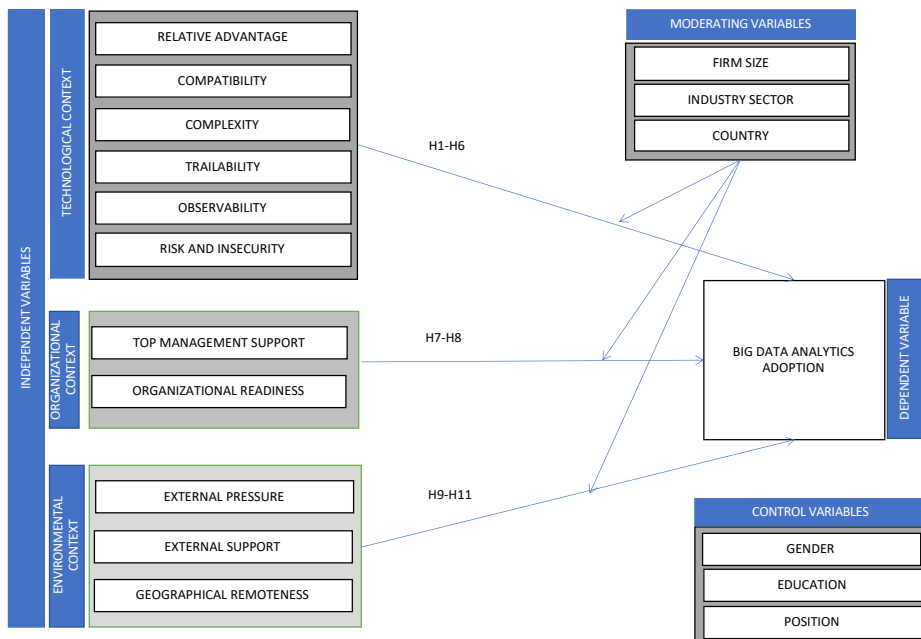 INDEPENDENT VARIABLES
TECHNOLOGICAL CONTEXT
RELATIVE ADVANTAGE
COMPATIBILITY
COMPLEXITY
TRAILABILITY
OBSERVABILITY
RISK AND INSECURITY
ORGANIZATIONAL
CONTEXT
TOP MANAGEMENT SUPPORT
ORGANIZATIONAL READINESS
ENVIRONMENTAL
CONTEXT
EXTERNAL PRESSURE
EXTERNAL SUPPORT
GEOGRAPHICAL REMOTENESS
H1-H6
H7-H8
H9-H11
MODERATING VARIABLES
FIRM SIZE
INDUSTRY SECTOR
COUNTRY
BIG DATA ANALYTICS
ADOPTION
DEPENDENT VARIABLE
CONTROL VARIABLES
GENDER
EDUCATION
POSITION